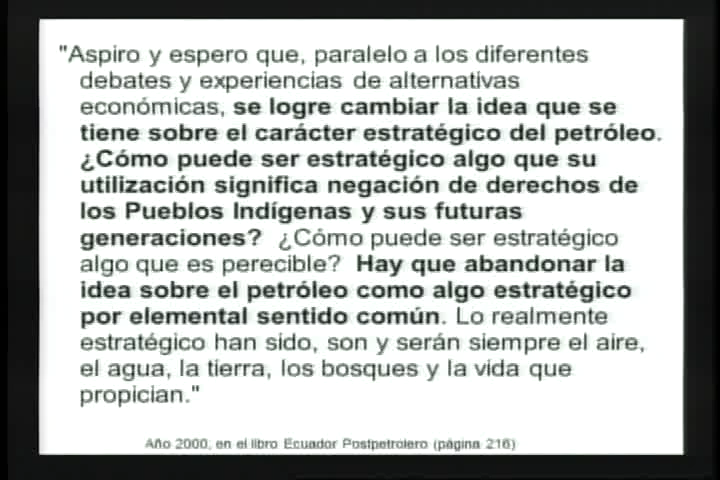 "Aspiro y espero que, paralelo a los diferentes
debates y experiencias de alternativas
económicas, se logre cambiar la idea que se
tiene sobre el carácter estratégico del petróleo.
¿Cómo puede ser estratégico algo que su
utilización significa negación de derechos de
los Pueblos Indígenas y sus futuras
generaciones? ¿Cómo puede ser estratégico
algo que es perecible? Hay que abandonar la
idea sobre el petróleo como algo estratégico
por elemental sentido común. Lo realmente
estratégico han sido, son y serán siempre el aire,
el agua, la tierra, los bosques y la vida que
propician."
Año 2000, en el libro Ecuador Postpetrolero (página 216)